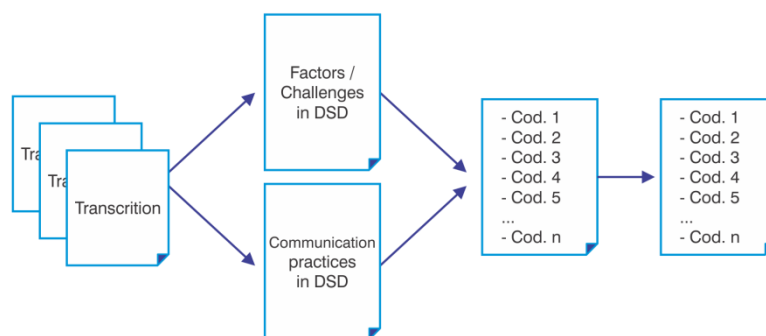 Tra
Tra
Transcrition
Factors /
Challenges
in DSD
Communication
practices
in DSD
- Cod. 1
- Cod. 2
- Cod. 3
- Cod. 4
- Cod. 5
...
- Cod. n
- Cod. 1
- Cod. 2
- Cod. 3
- Cod. 4
- Cod. 5
...
- Cod. n